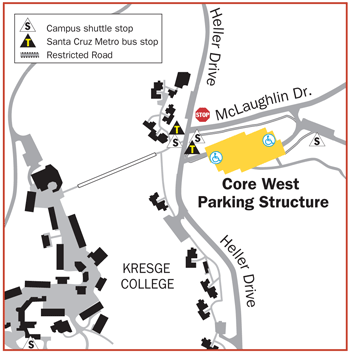 S Campus shuttle stop
T Santa Cruz Metro bus stop
Restricted Road
Heller Drive
STOP
McLaughlin Dr.
T
S
S
T
S
Core West
Parking Structure
KRESGE
COLLEGE
Heller Drive
S